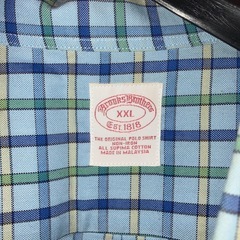 Brooks Brothers
XXL
EST. 1818
THE ORIGINAL POLO SHIRT
NON-IRON
ALL SUPIMA COTTON
MADE IN MALAYSIA